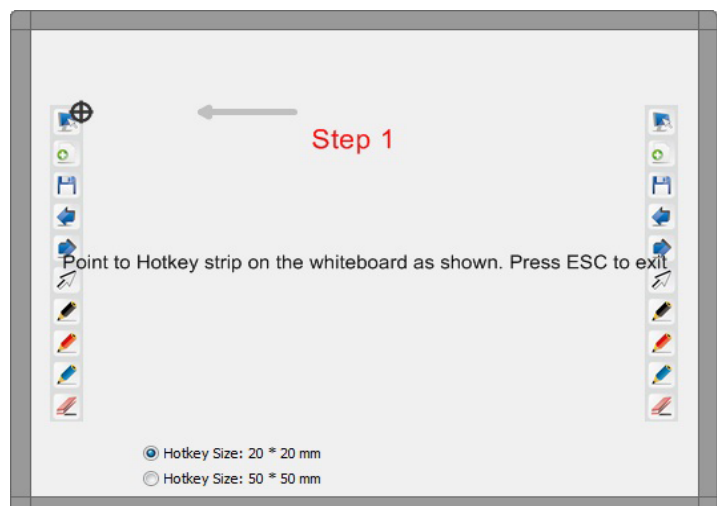 Step 1
Point to Hotkey strip on the whiteboard as shown. Press ESC to exit
Hotkey Size: 20 * 20 mm
Hotkey Size: 50 * 50 mm